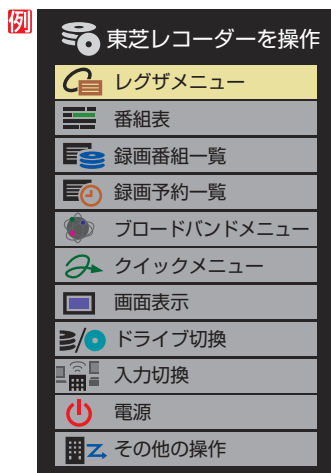 例
東芝レコーダーを操作
レグザメニュー
番組表
録画番組一覧
録画予約一覧
ブロードバンドメニュー
クイックメニュー
画面表示
ドライブ切換
入力切換
電源
その他の操作